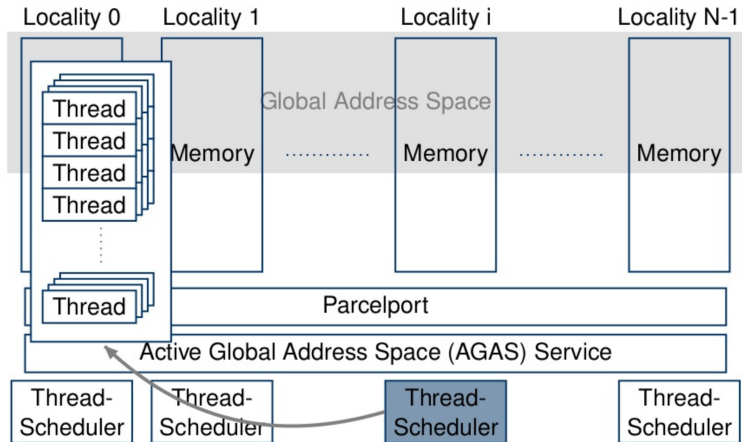 Locality 0 Locality 1 Locality i Locality N-1
Thread
Global Address Space
Thread
Memory ............. Memory ............. Memory
Thread
Thread
Thread
Parcelport
Active Global Address Space (AGAS) Service
Thread-
Scheduler
Thread-
Scheduler
Thread-
Scheduler
Thread-
Scheduler